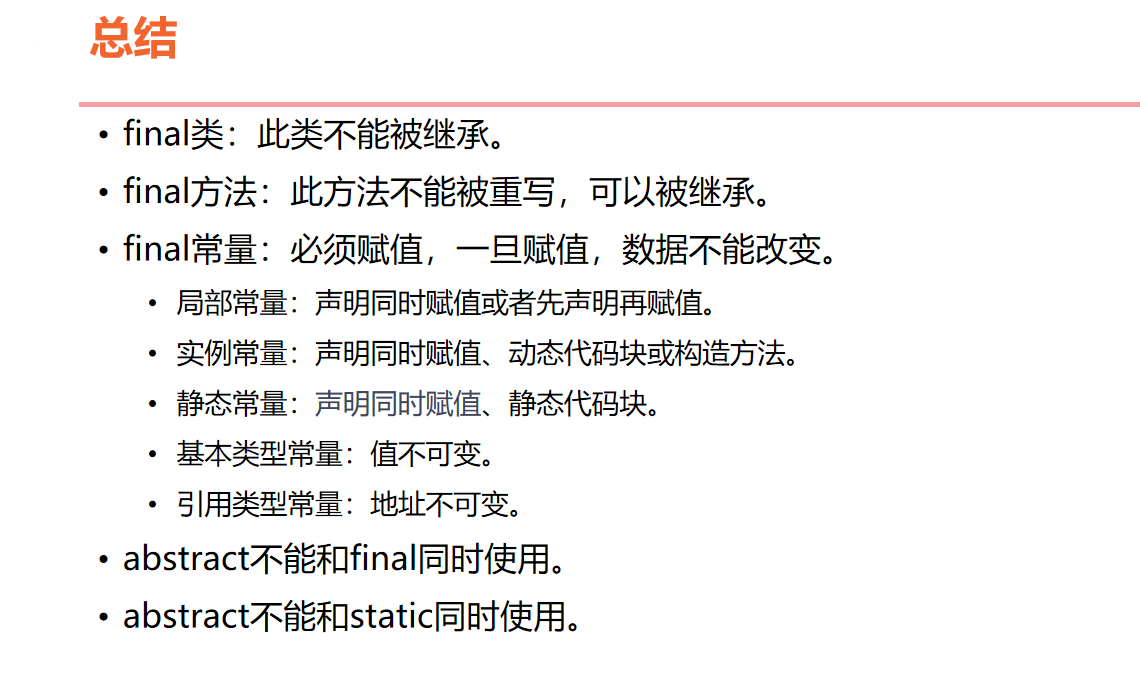 总结
• final类：此类不能被继承。
• final方法：此方法不能被重写，可以被继承。
• final常量：必须赋值，一旦赋值，数据不能改变。
• 局部常量：声明同时赋值或者先声明再赋值。
• 实例常量：声明同时赋值、动态代码块或构造方法。
• 静态常量：声明同时赋值、静态代码块。
• 基本类型常量：值不可变。
• 引用类型常量：地址不可变。
• abstract不能和final同时使用。
• abstract不能和static同时使用。